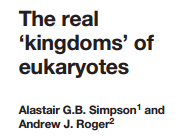 The real
‘kingdoms’ of
eukaryotes
Alastair G.B. Simpson¹ and
Andrew J. Roger²